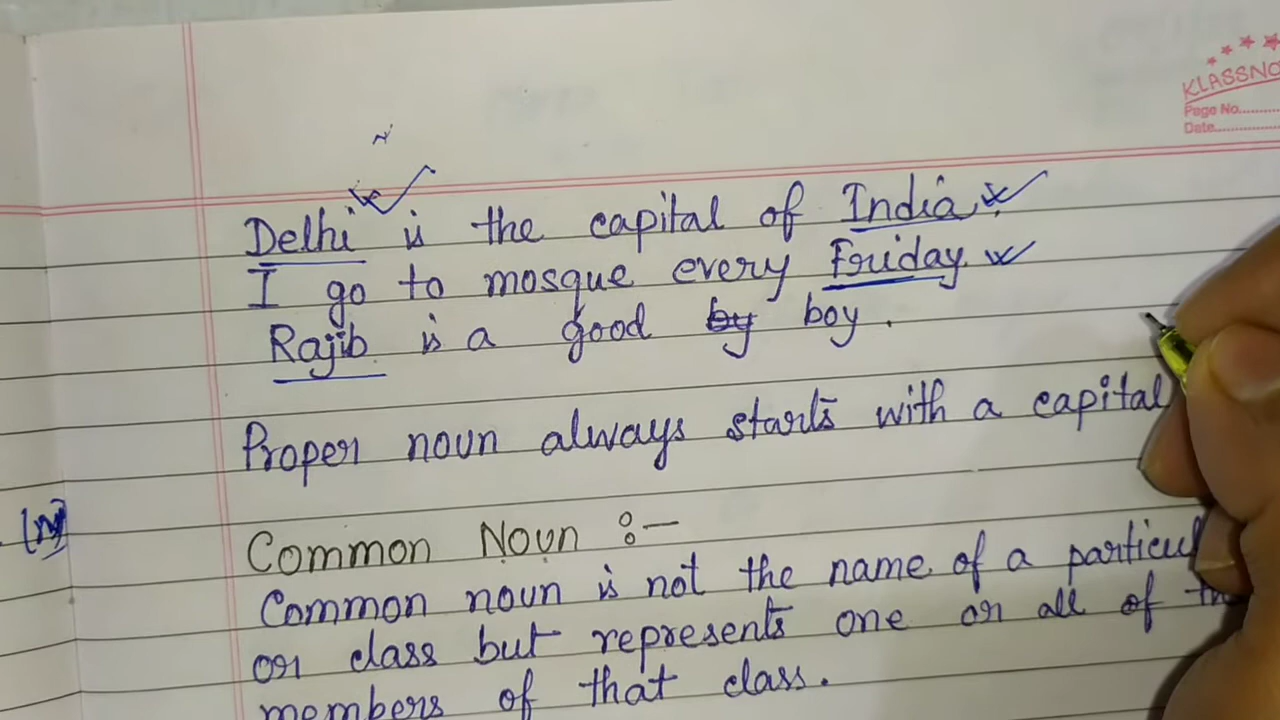 KLASSNO
Page No.
Date
Delhi is the capital of India.
I go to mosque every Friday.
Rajib is a good by boy.
Proper noun always starts with a capital
Common Noun :-
Common noun is not the name of a particul
or class but represents one or all of
members of that class.